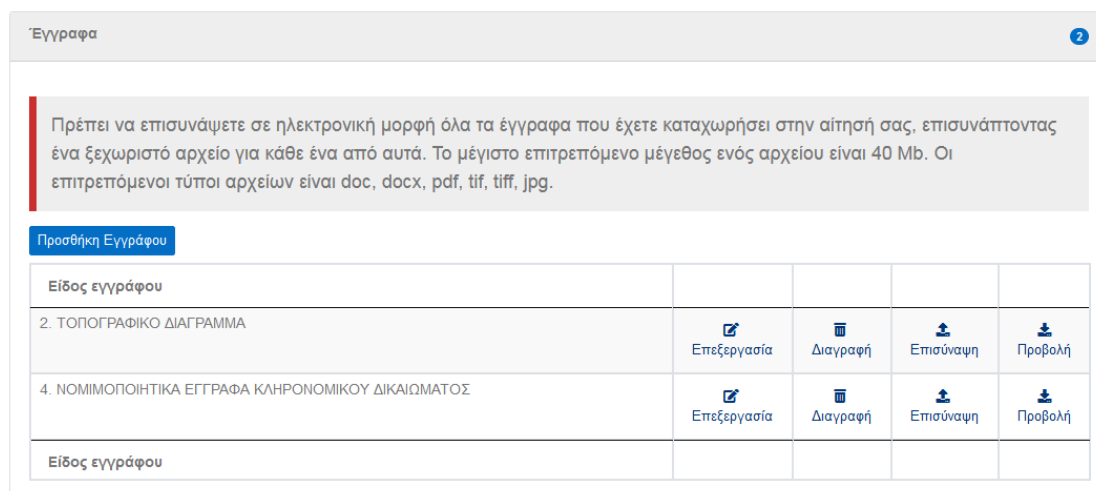 Έγγραφα
2
Πρέπει να επισυνάψετε σε ηλεκτρονική μορφή όλα τα έγγραφα που έχετε καταχωρήσει στην αίτησή σας, επισυνάπτοντας
ένα ξεχωριστό αρχείο για κάθε ένα από αυτά. Το μέγιστο επιτρεπόμενο μέγεθος ενός αρχείου είναι 40 Mb. Οι
επιτρεπόμενοι τύποι αρχείων είναι doc, docx, pdf, tif, tiff, jpg.
Προσθήκη Εγγράφου
Είδος εγγράφου
2. ΤΟΠΟΓΡΑΦΙΚΟ ΔΙΑΓΡΑΜΜΑ
Επεξεργασία Διαγραφή Επισύναψη Προβολή
4. ΝΟΜΙΜΟΠΟΙΗΤΙΚΑ ΕΓΓΡΑΦΑ ΚΛΗΡΟΝΟΜΙΚΟΥ ΔΙΚΑΙΩΜΑΤΟΣ
Επεξεργασία Διαγραφή Επισύναψη Προβολή
Είδος εγγράφου